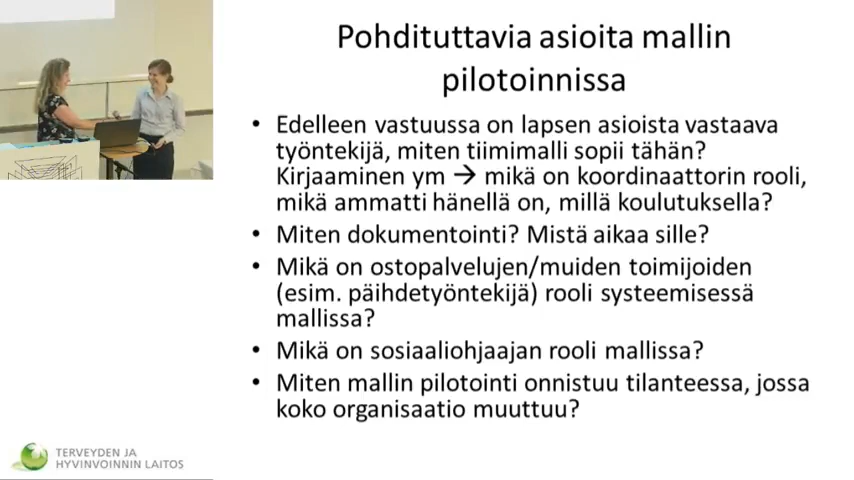 Pohdituttavia asioita mallin
pilotoinnissa
• Edelleen vastuussa on lapsen asioista vastaava
työntekijä, miten tiimimalli sopii tähän?
Kirjaaminen ym → mikä on koordinaattorin rooli,
mikä ammatti hänellä on, millä koulutuksella?
• Miten dokumentointi? Mistä aikaa sille?
• Mikä on ostopalvelujen/muiden toimijoiden
(esim. päihdetyöntekijä) rooli systeemisessä
mallissa?
• Mikä on sosiaaliohjaajan rooli mallissa?
• Miten mallin pilotointi onnistuu tilanteessa, jossa
koko organisaatio muuttuu?
TERVEYDEN JA
HYVINVOINNIN LAITOS